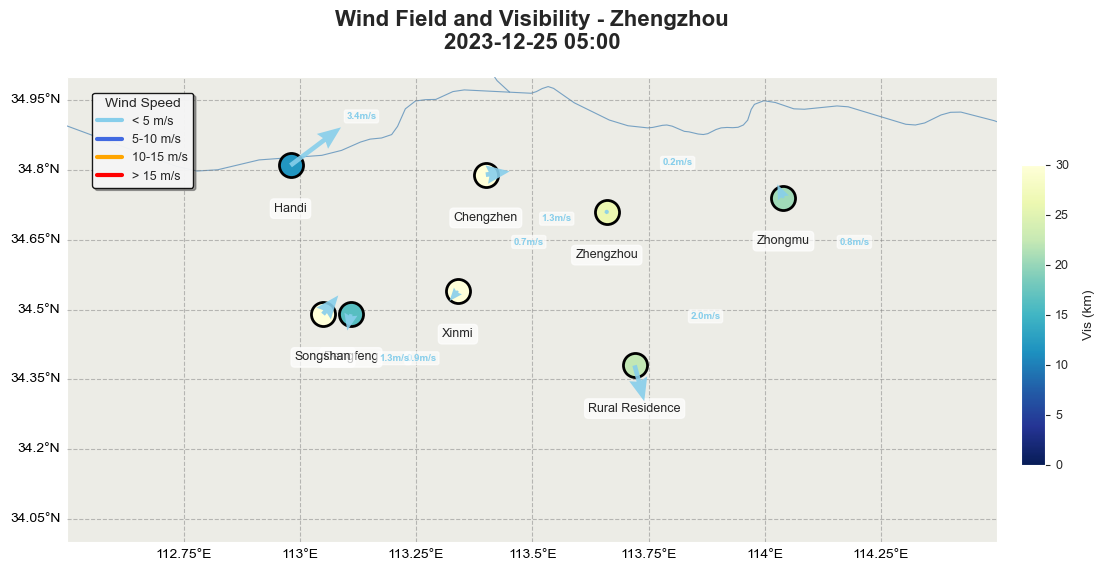 Wind Field and Visibility - Zhengzhou
2023-12-25 05:00
34.95°N
34.8°N
34.65°N
34.5°N
34.35°N
34.2°N
34.05°N
Wind Speed
< 5 m/s
5-10 m/s
10-15 m/s
> 15 m/s
3.4m/s
Handi
Chengzhen
1.3m/s
0.7m/s
0.2m/s
Zhengzhou
Zhongmu
0.8m/s
Xinmi
2.0m/s
Songshan
1.3m/s
Rural Residence
112.75°E
113°E
113.25°E
113.5°E
113.75°E
114°E
114.25°E
30
25
20
15
10
5
0
Vis (km)